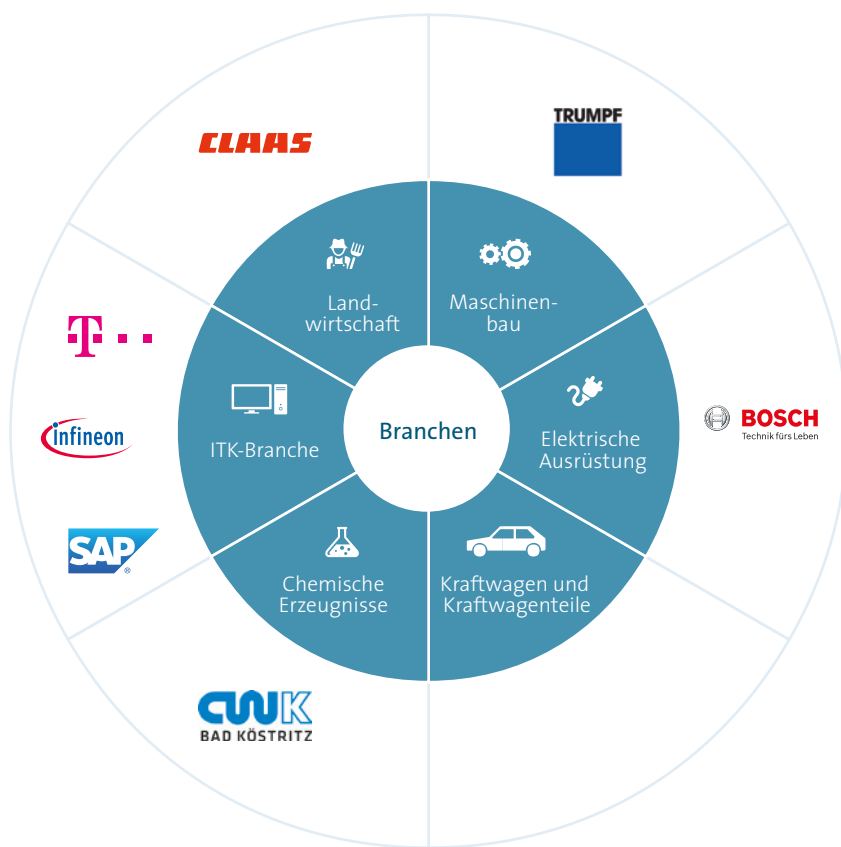 CLAAS
TRUMPF
Land-
wirtschaft
Maschinen-
bau
T
infineon
SAP
®
ITK-Branche
Branchen
Elektrische
Ausrüstung
BOSCH
Technik fürs Leben
Chemische
Erzeugnisse
Kraftwagen und
Kraftwagenteile
CWK
BAD KÖSTRITZ